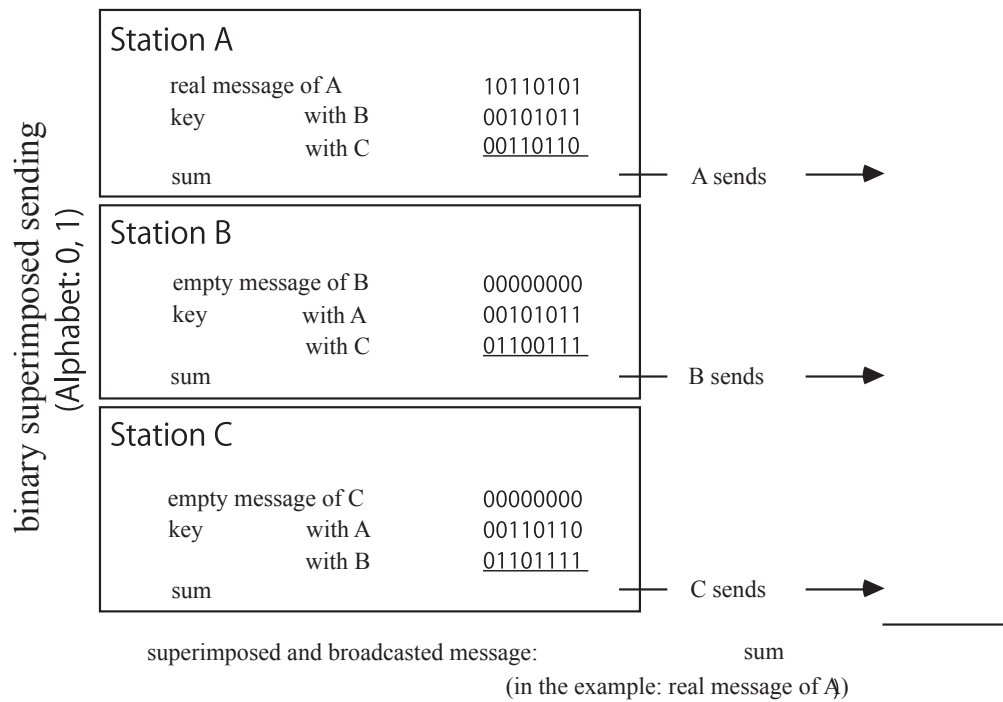 binary superimposed sending
(Alphabet: 0, 1)
Station A
real message of A 10110101
key with B 00101011
with C 00110110
sum A sends
Station B
empty message of B 00000000
key with A 00101011
with C 01100111
sum B sends
Station C
empty message of C 00000000
key with A 00110110
with B 01101111
sum C sends
superimposed and broadcasted message: sum
(in the example: real message of A)